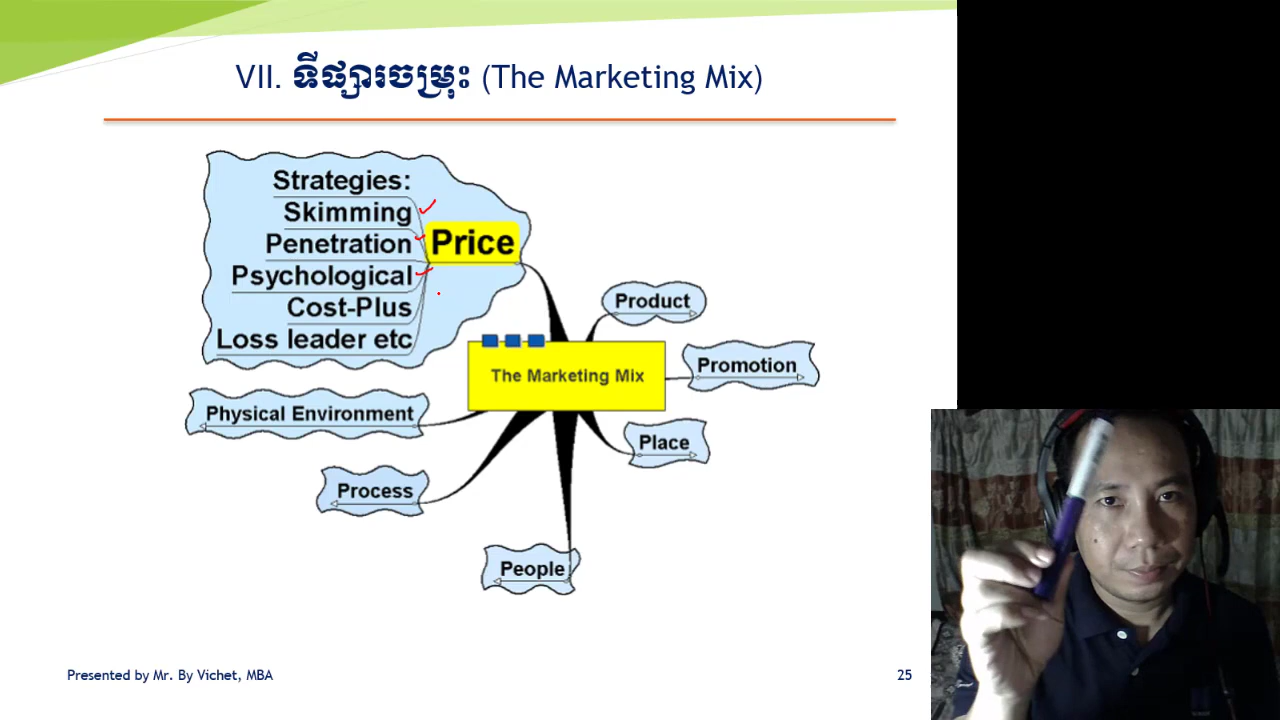 VII. ទីផ្សារចម្រុះ (The Marketing Mix)
Strategies:
Skimming
Penetration
Psychological
Cost-Plus
Loss leader etc
Price
Product
The Marketing Mix
Promotion
Physical Environment
Place
Process
People
Presented by Mr. By Vichet, MBA
25